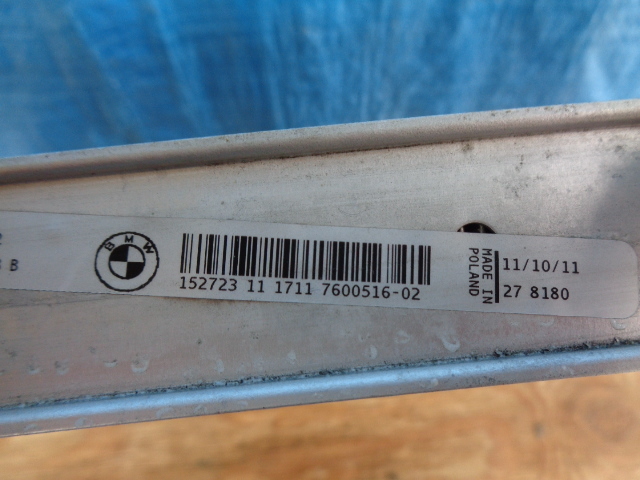 B
BMW
152723 11 1711 7600516-02
MADE IN
POLAND
11/10/11
27 8180